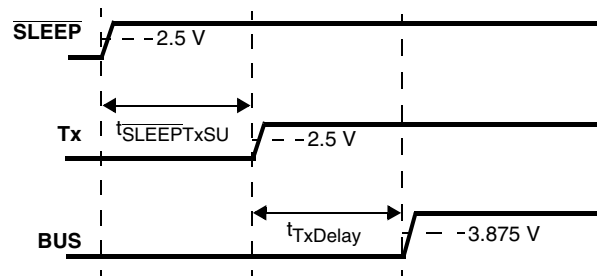 SLEEP
2.5 V
tSLEEPTxSU
Tx
2.5 V
tTxDelay
BUS
3.875 V